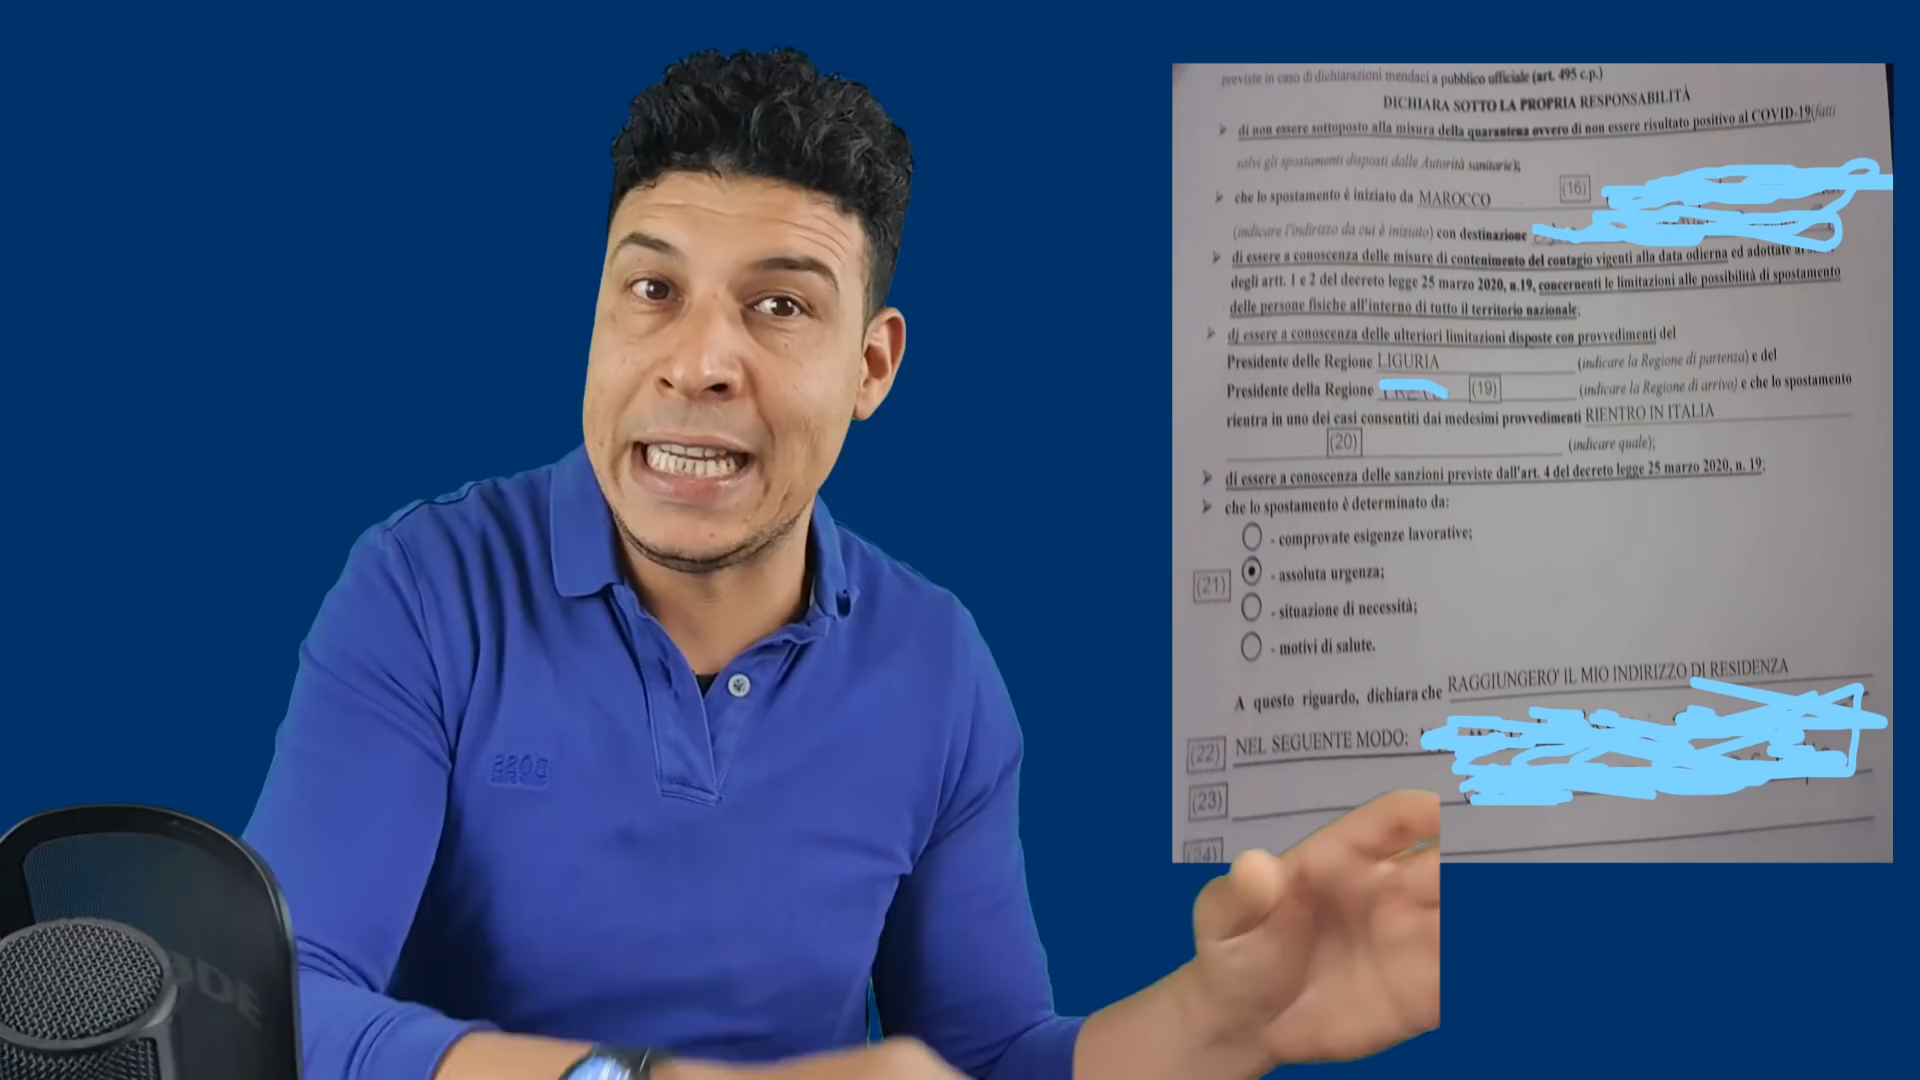 previste in caso di dichiarazioni mendaci a pubblico ufficiale (art. 495 c.p.)
DICHIARA SOTTO LA PROPRIA RESPONSABILITÀ
➢ di non essere sottoposto alla misura della quarantena ovvero di non essere risultato positivo al COVID-19(fatti
salvi gli spostamenti disposti dalle Autorità sanitarie);
➢ che lo spostamento è iniziato da MAROCCO (16)
(indicare l'indirizzo da cui è iniziato) con destinazione
➢ di essere a conoscenza delle misure di contenimento del contagio vigenti alla data odierna ed adottate
degli artt. 1 e 2 del decreto legge 25 marzo 2020, n.19, concernenti le limitazioni alle possibilità di spostamento
delle persone fisiche all'interno di tutto il territorio nazionale;
➢ di essere a conoscenza delle ulteriori limitazioni disposte con provvedimenti del
Presidente delle Regione LIGURIA (indicare la Regione di partenza) e del
Presidente della Regione (19) (indicare la Regione di arrivo) e che lo spostamento
rientra in uno dei casi consentiti dai medesimi provvedimenti RIENTRO IN ITALIA
(20) (indicare quale);
➢ di essere a conoscenza delle sanzioni previste dall'art. 4 del decreto legge 25 marzo 2020, n. 19;
➢ che lo spostamento è determinato da:
- comprovate esigenze lavorative;
(21) - assoluta urgenza;
- situazione di necessità;
- motivi di salute.
A questo riguardo, dichiara che RAGGIUNGERO' IL MIO INDIRIZZO DI RESIDENZA
(22) NEL SEGUENTE MODO:
(23)
(24)